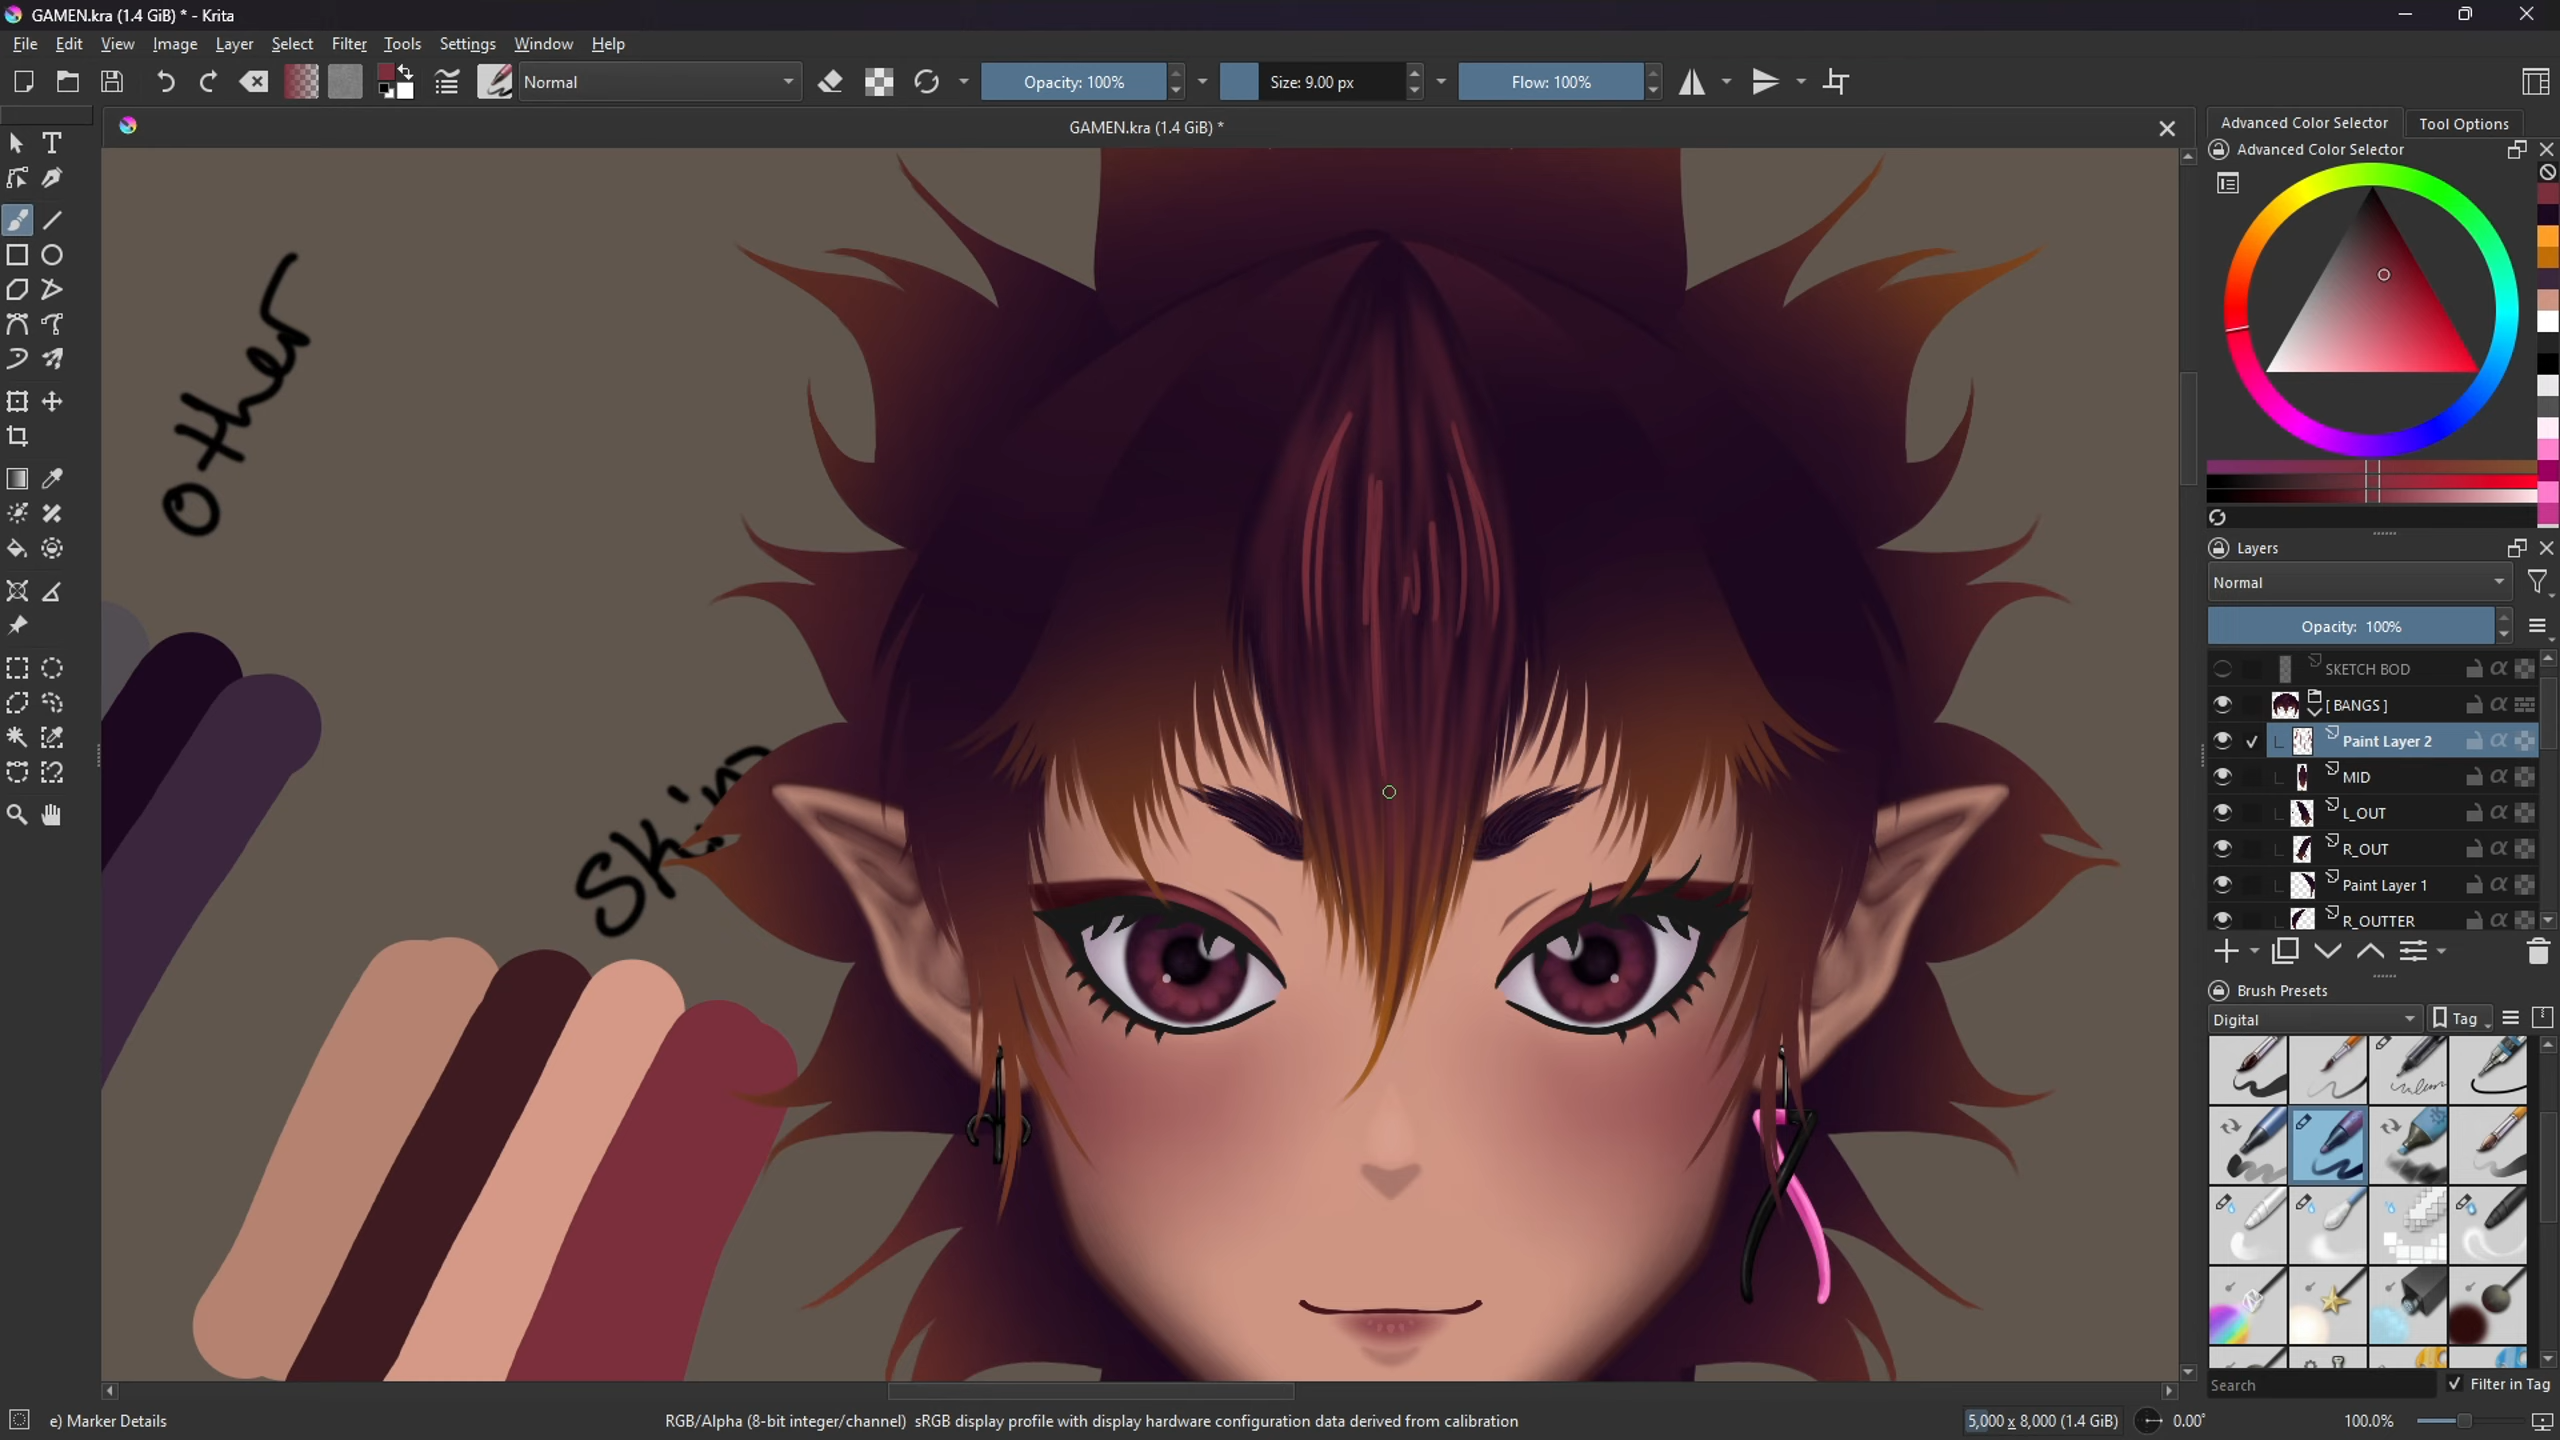 GAMEN.kra (1.4 GiB) * - Krita
File Edit View Image Layer Select Filter Tools Settings Window Help
Normal Opacity: 100% Size: 9.00 px Flow: 100%
GAMEN.kra (1.4 GiB) *
Advanced Color Selector Tool Options
Advanced Color Selector
other
Skin
Layers
Normal
Opacity: 100%
SKETCH BOD
[ BANGS ]
Paint Layer 2
MID
L_OUT
R_OUT
Paint Layer 1
R_OUTTER
Brush Presets
Digital Tag
Search Filter in Tag
e) Marker Details RGB/Alpha (8-bit integer/channel) sRGB display profile with display hardware configuration data derived from calibration 5,000 x 8,000 (1.4 GiB) 0.00° 100.0%